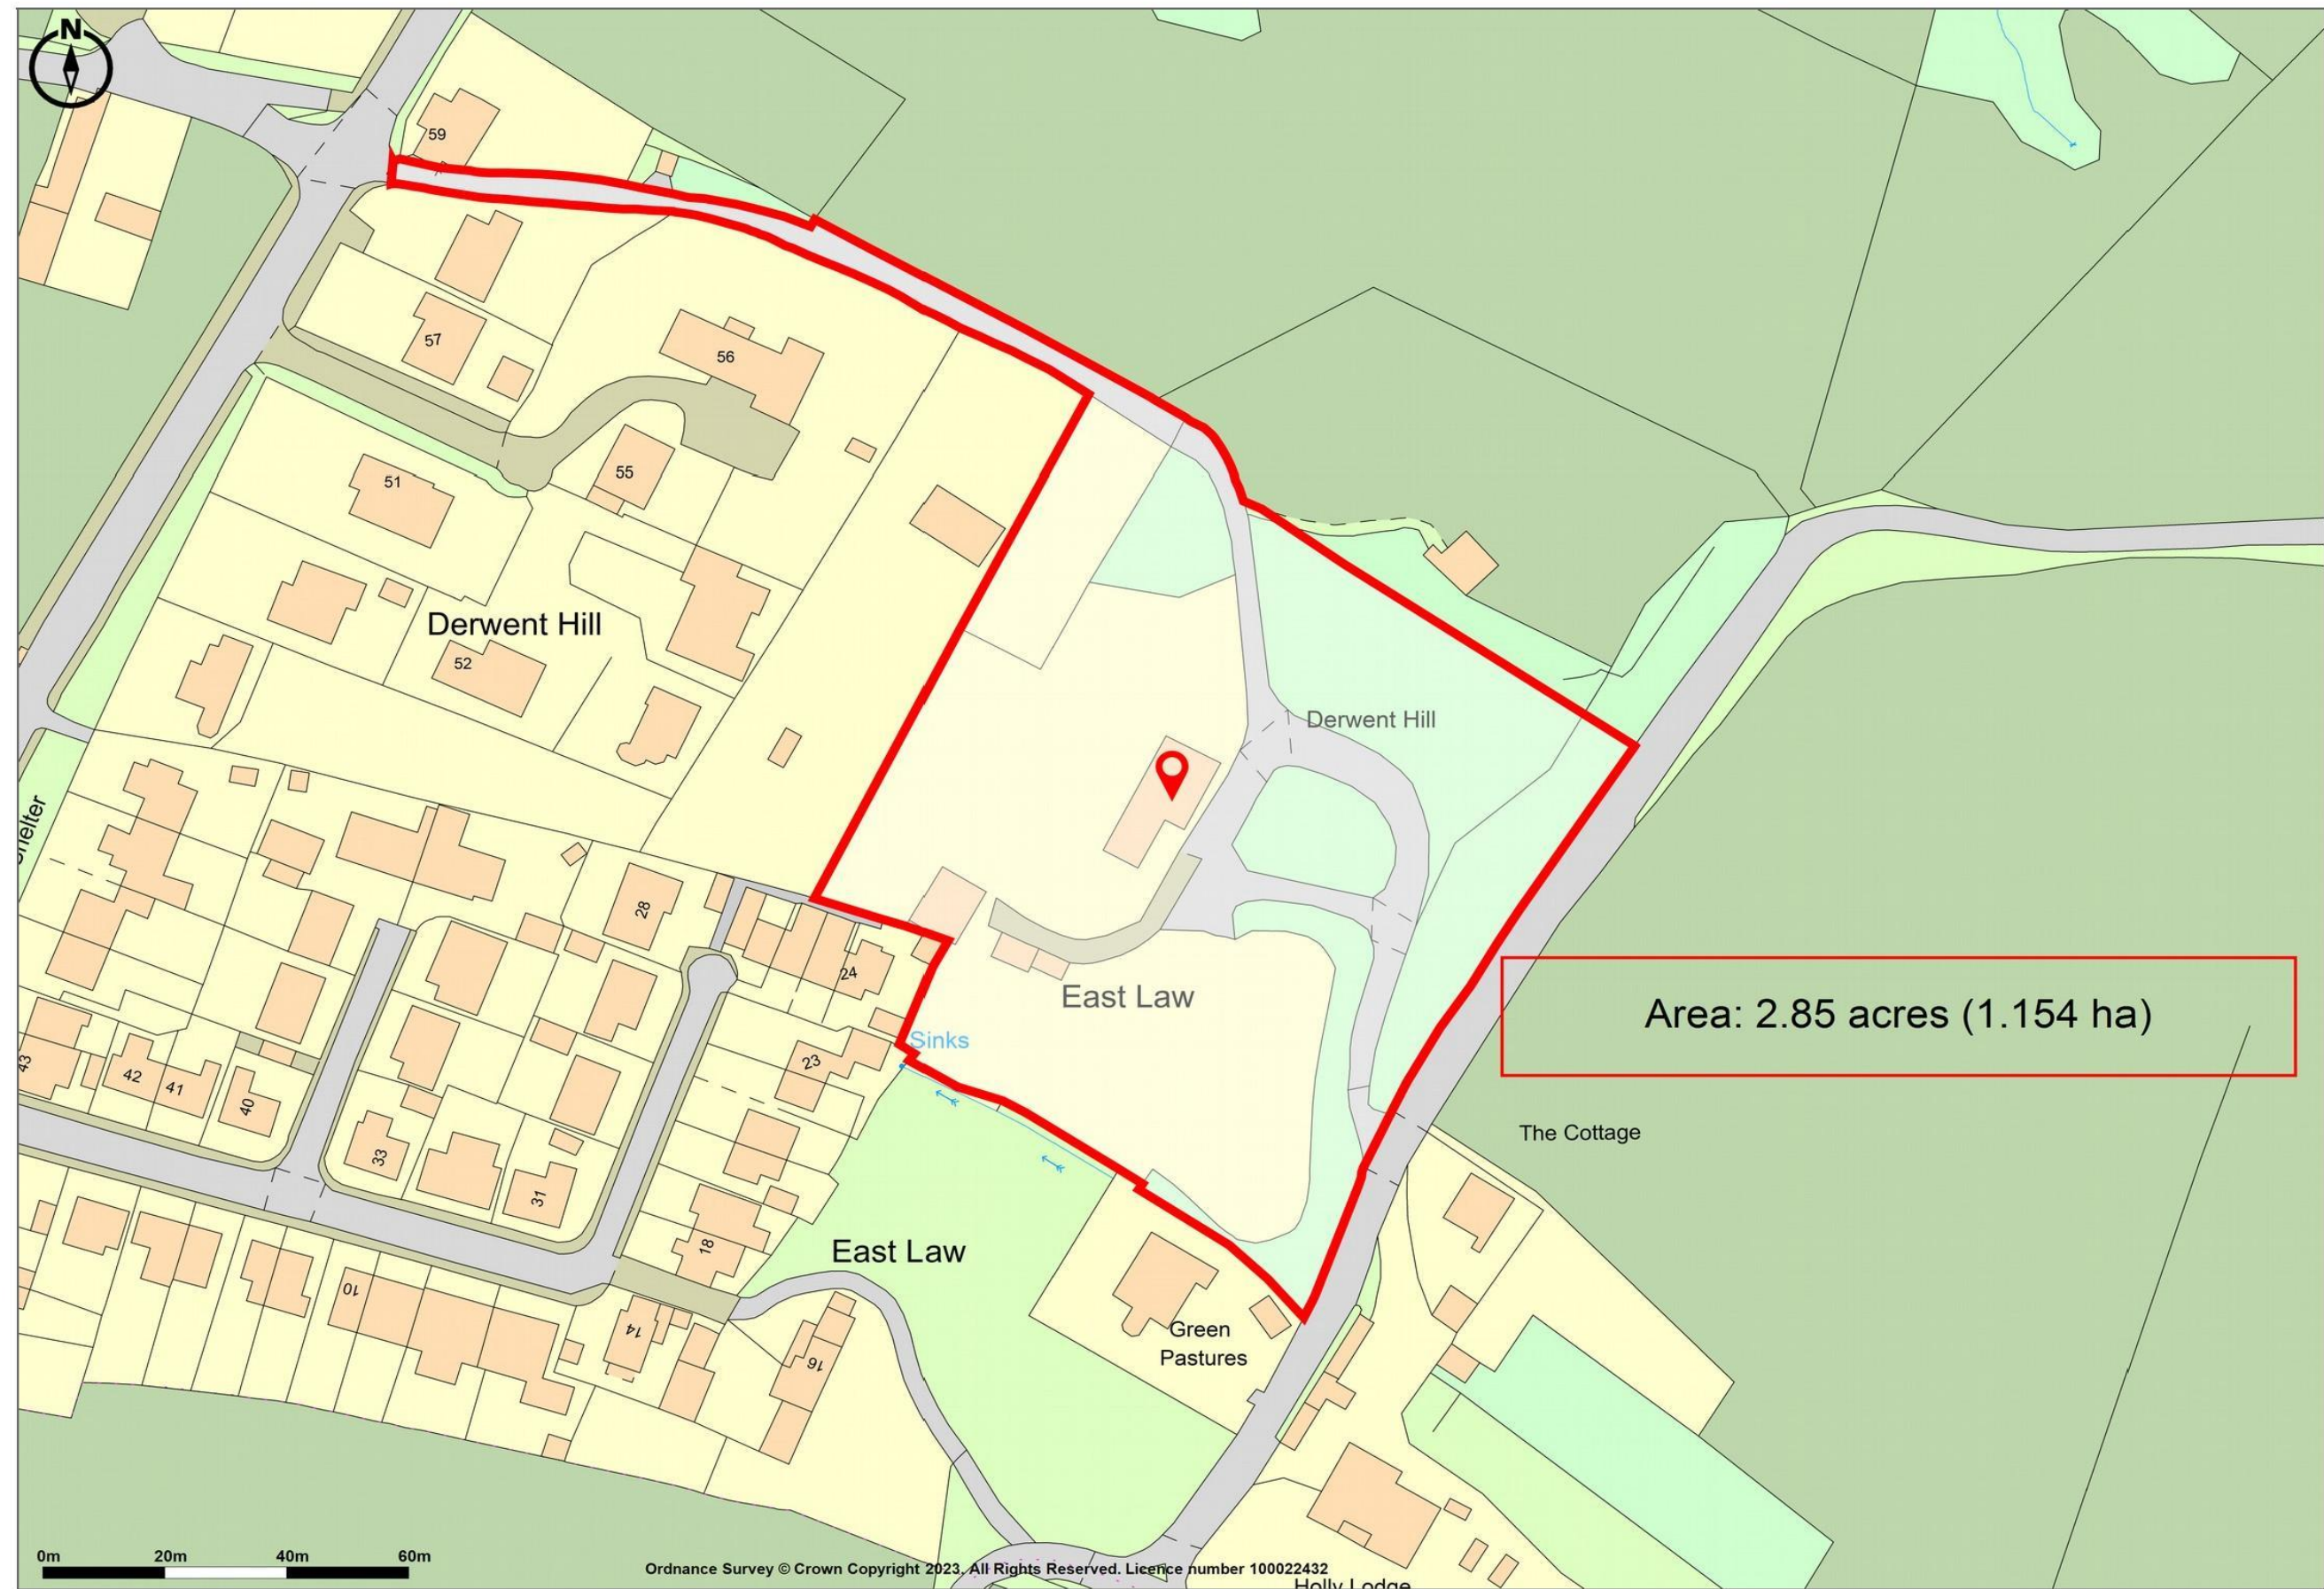 N
59
57
56
55
51
Derwent Hill
52
Derwent Hill
28
24
East Law
Area: 2.85 acres (1.154 ha)
Sinks
23
43
42
41
40
The Cottage
33
31
18
East Law
10
14
16
Green
Pastures
0m 20m 40m 60m
Ordnance Survey © Crown Copyright 2023. All Rights Reserved. Licence number 100022432
Holly Lodge